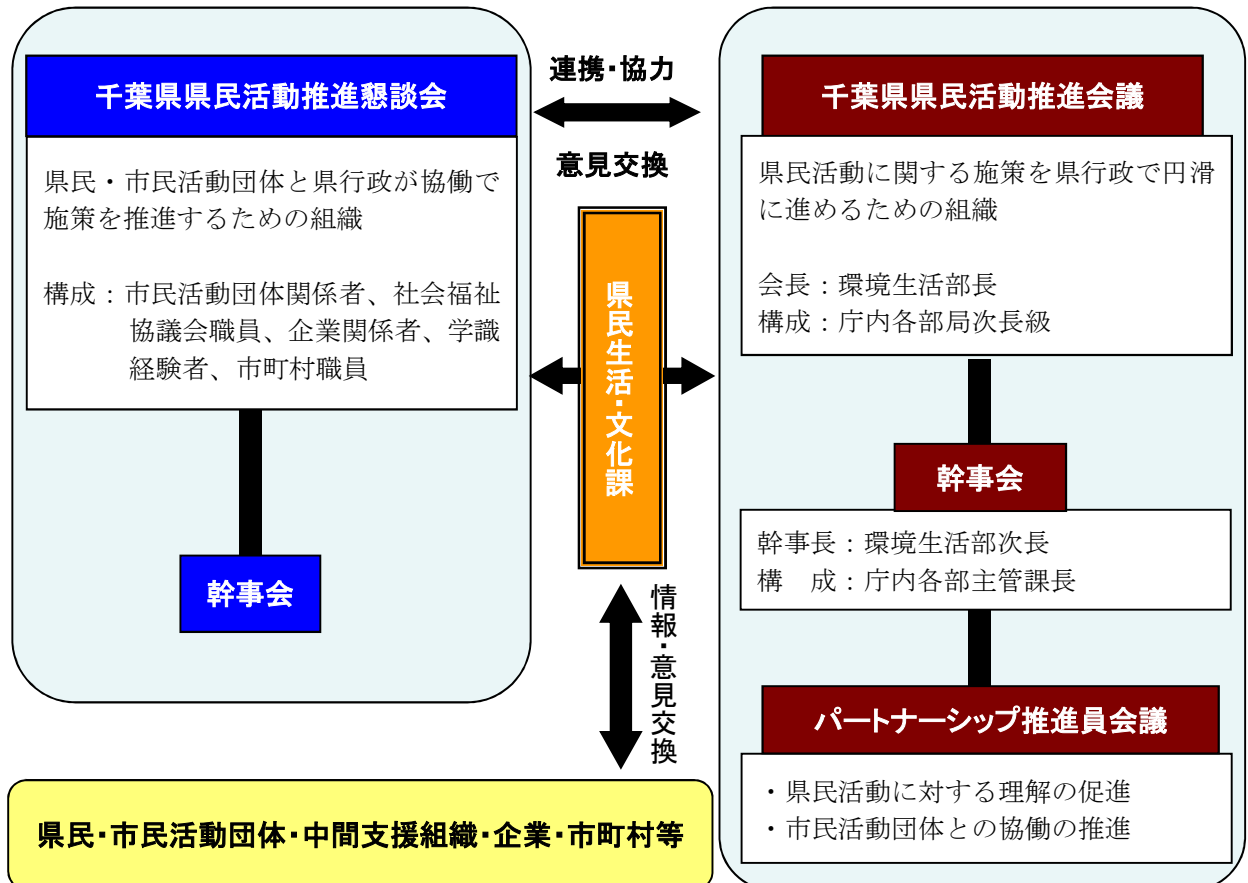 千葉県県民活動推進懇談会
県民・市民活動団体と県行政が協働で
施策を推進するための組織
構成：市民活動団体関係者、社会福祉
協議会職員、企業関係者、学識
経験者、市町村職員
幹事会
連携・協力
意見交換
県民生活・文化課
情報・意見交換
千葉県県民活動推進会議
県民活動に関する施策を県行政で円滑
に進めるための組織
会長：環境生活部長
構成：庁内各部局次長級
幹事会
幹事長：環境生活部次長
構　成：庁内各部主管課長
パートナーシップ推進員会議
・県民活動に対する理解の促進
・市民活動団体との協働の推進
県民・市民活動団体・中間支援組織・企業・市町村等